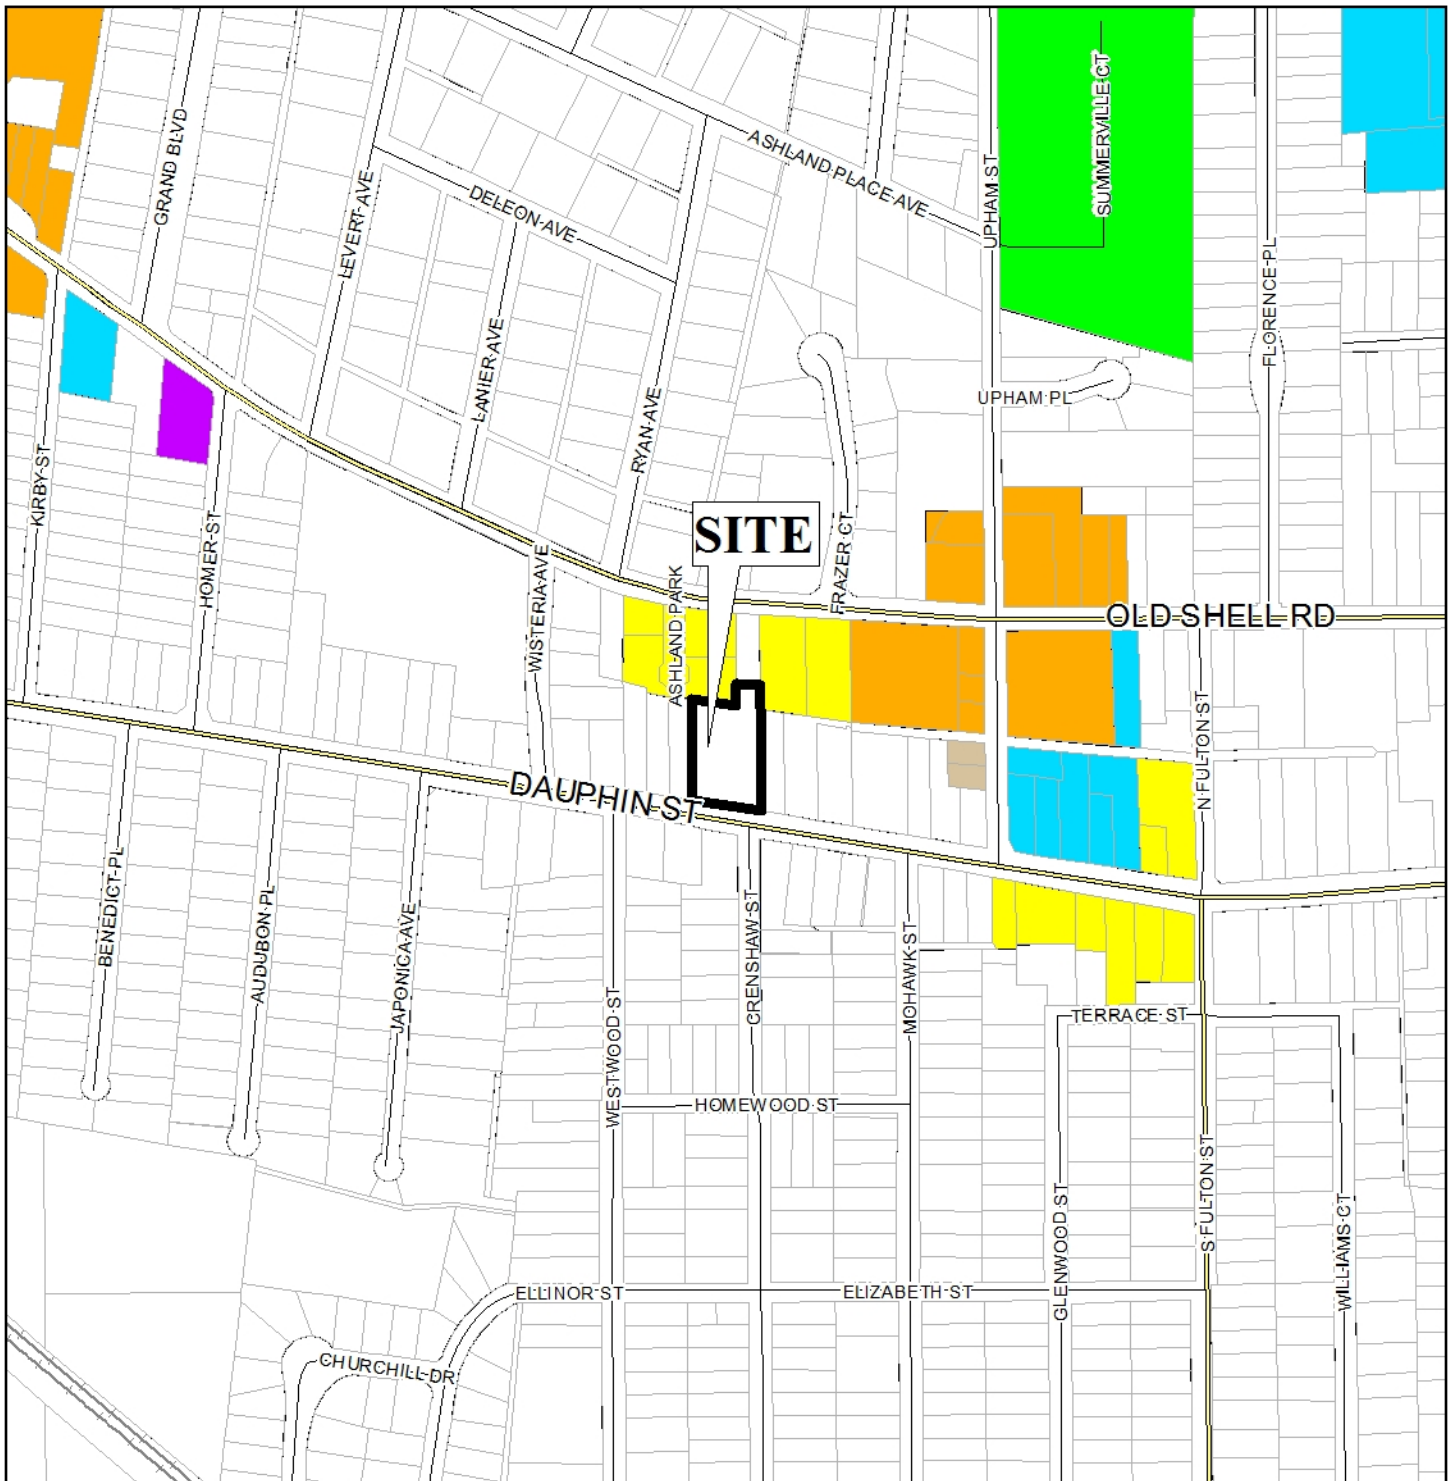 SUMMERVILLE CT
GRAND BLVD
ASHLAND PLACE AVE
UPHAM ST
LEVERT AVE
DELEON AVE
FLORENCE PL
LANIER AVE
UPHAM PL
RYAN AVE
KIRBY ST
HOMER ST
SITE
FRAZER CT
WISTERIA AVE
ASHLAND PARK
OLD SHELL RD
N FULTON ST
DAUPHIN ST
BENEDICT PL
AUDUBON PL
JAPONICA AVE
CRENSHAW ST
MOHAWK ST
WESTWOOD ST
TERRACE ST
HOMEWOOD ST
S FULTON ST
GLENWOOD ST
WILLIAMS CT
ELLINOR ST
ELIZABETH ST
CHURCHILL DR